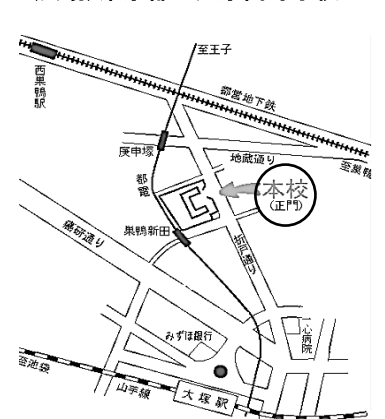 至王子
西巣鴨駅
都営地下鉄
庚申塚
地蔵通り
至巣鴨
都電
本校
(正門)
巣鴨新田
折戸通り
癌研通り
一心病院
みずほ銀行
至池袋
山手線
大塚駅